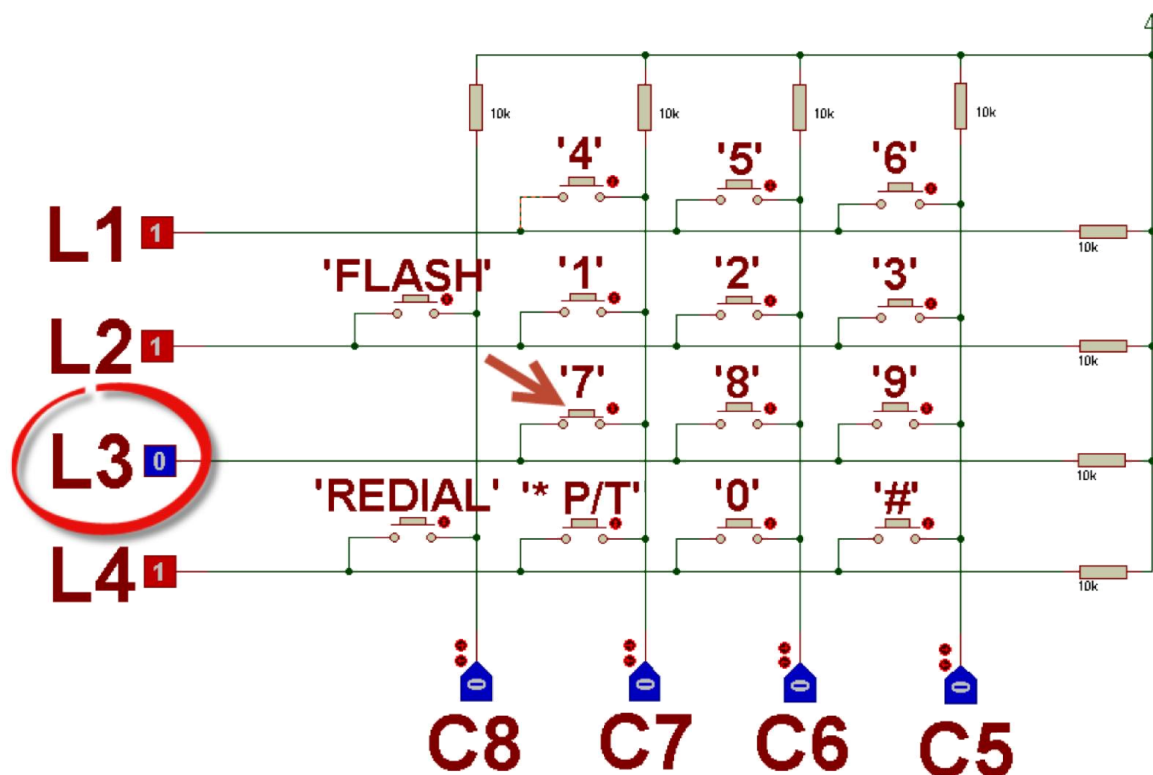 10k 10k 10k 10k
'4' '5' '6'
L1 1
10k
'FLASH' '1' '2' '3'
L2 1
10k
'7' '8' '9'
L3 0
10k
'REDIAL' '* P/T' '0' '#'
L4 1
10k
0 0 0 0
C8 C7 C6 C5